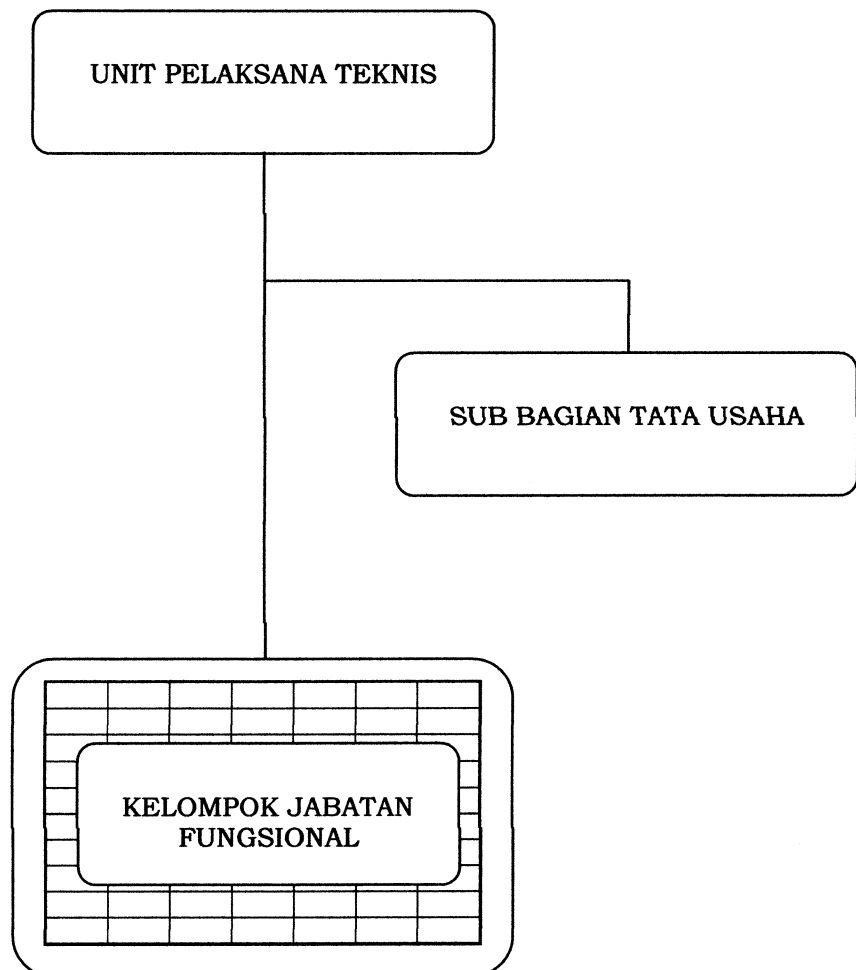 UNIT PELAKSANA TEKNIS
SUB BAGIAN TATA USAHA
KELOMPOK JABATAN
FUNGSIONAL